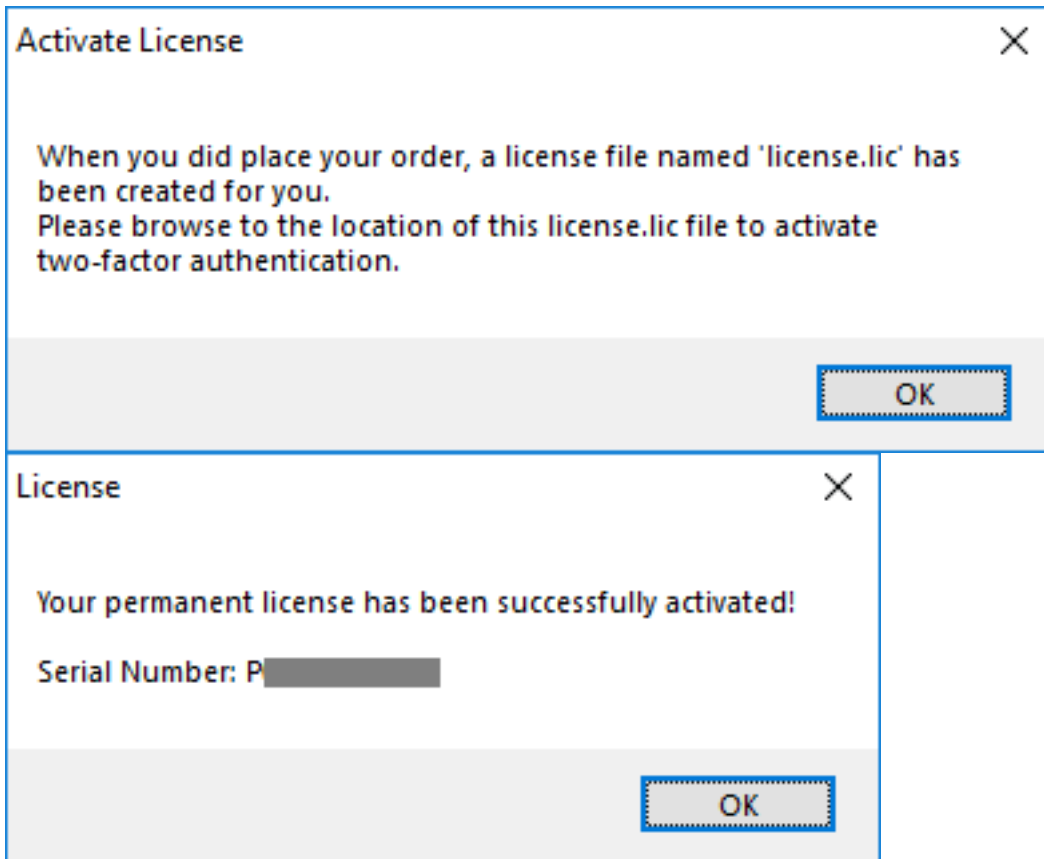 Activate License
When you did place your order, a license file named 'license.lic' has
been created for you.
Please browse to the location of this license.lic file to activate
two-factor authentication.
OK
License
Your permanent license has been successfully activated!
Serial Number: P
OK